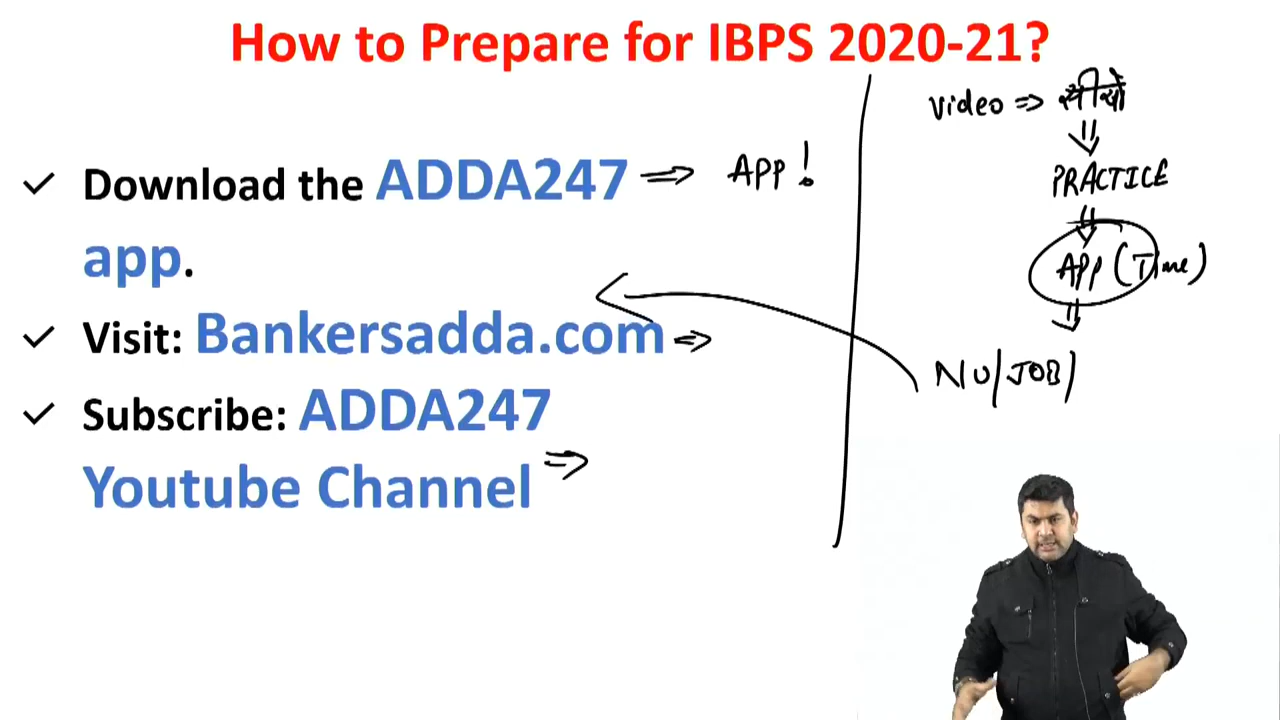 How to Prepare for IBPS 2020-21?
✓ Download the ADDA247 ⇒ APP!
app.
✓ Visit: Bankersadda.com ⇒
✓ Subscribe: ADDA247
Youtube Channel ⇒
Video ⇒ सीखो
⇓
PRACTICE
⇓
APP (Time)
⇓
NO/JOB/